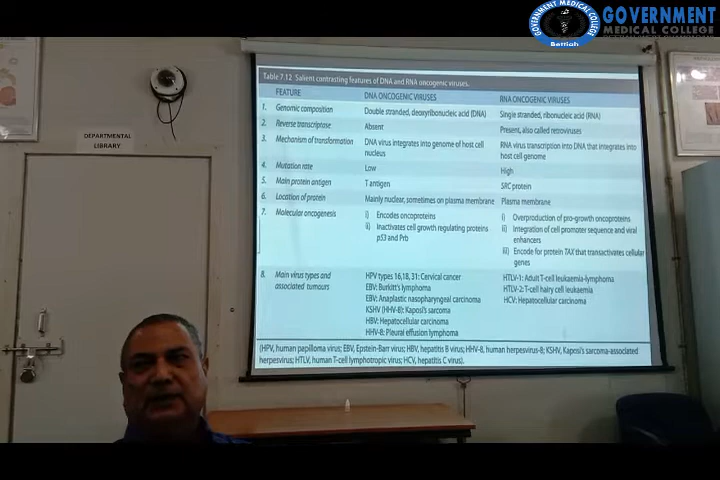 GOVERNMENT MEDICAL COLLEGE
Bettiah
GOVERNMENT
MEDICAL COLLEGE
DEPARTMENTAL
LIBRARY
Table 7.12 Salient contrasting features of DNA and RNA oncogenic viruses.
FEATURE DNA ONCOGENIC VIRUSES RNA ONCOGENIC VIRUSES
1. Genomic composition Double stranded, deoxyribonucleic acid (DNA) Single stranded, ribonucleic acid (RNA)
2. Reverse transcriptase Absent Present, also called retroviruses
3. Mechanism of transformation DNA virus integrates into genome of host cell RNA virus transcription into DNA that integrates into
nucleus host cell genome
4. Mutation rate Low High
5. Main protein antigen T antigen SRC protein
6. Location of protein Mainly nuclear, sometimes on plasma membrane Plasma membrane
7. Molecular oncogenesis i) Encodes oncoproteins i) Overproduction of pro-growth oncoproteins
ii) Inactivates cell growth regulating proteins ii) Integration of cell promoter sequence and viral
p53 and Prb enhancers
iii) Encode for protein TAX that transactivates cellular
genes
8. Main virus types and HPV types 16,18, 31: Cervical cancer HTLV-1: Adult T-cell leukaemia-lymphoma
associated tumours EBV: Burkitt's lymphoma HTLV-2: T-cell hairy cell leukaemia
EBV: Anaplastic nasopharyngeal carcinoma HCV: Hepatocellular carcinoma
KSHV (HHV-8): Kaposi's sarcoma
HBV: Hepatocellular carcinoma
HHV-8: Pleural effusion lymphoma
(HPV, human papilloma virus; EBV, Epstein-Barr virus; HBV, hepatitis B virus; HHV-8, human herpesvirus-8; KSHV, Kaposi's sarcoma-associated
herpesvirus; HTLV, human T-cell lymphotropic virus; HCV, hepatitis C virus).